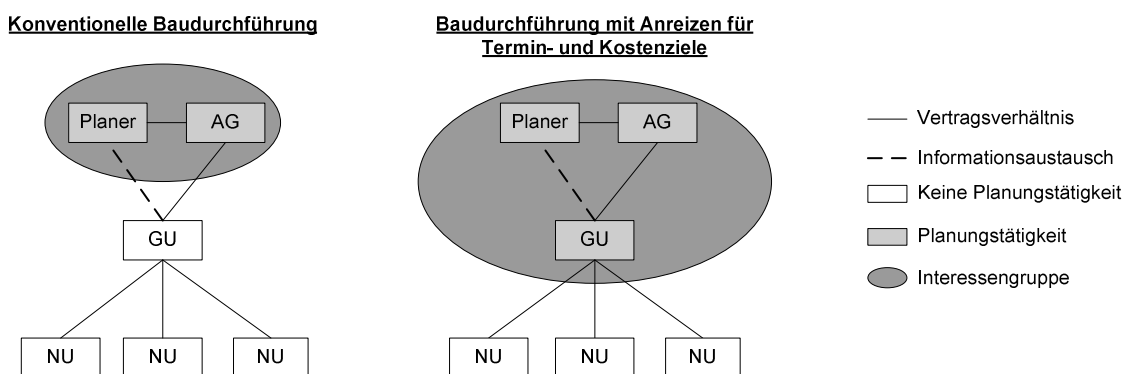 Konventionelle Baudurchführung
Planer
AG
GU
NU
NU
NU
Baudurchführung mit Anreizen für
Termin- und Kostenziele
Planer
AG
GU
NU
NU
NU
Vertragsverhältnis
Informationsaustausch
Keine Planungstätigkeit
Planungstätigkeit
Interessengruppe